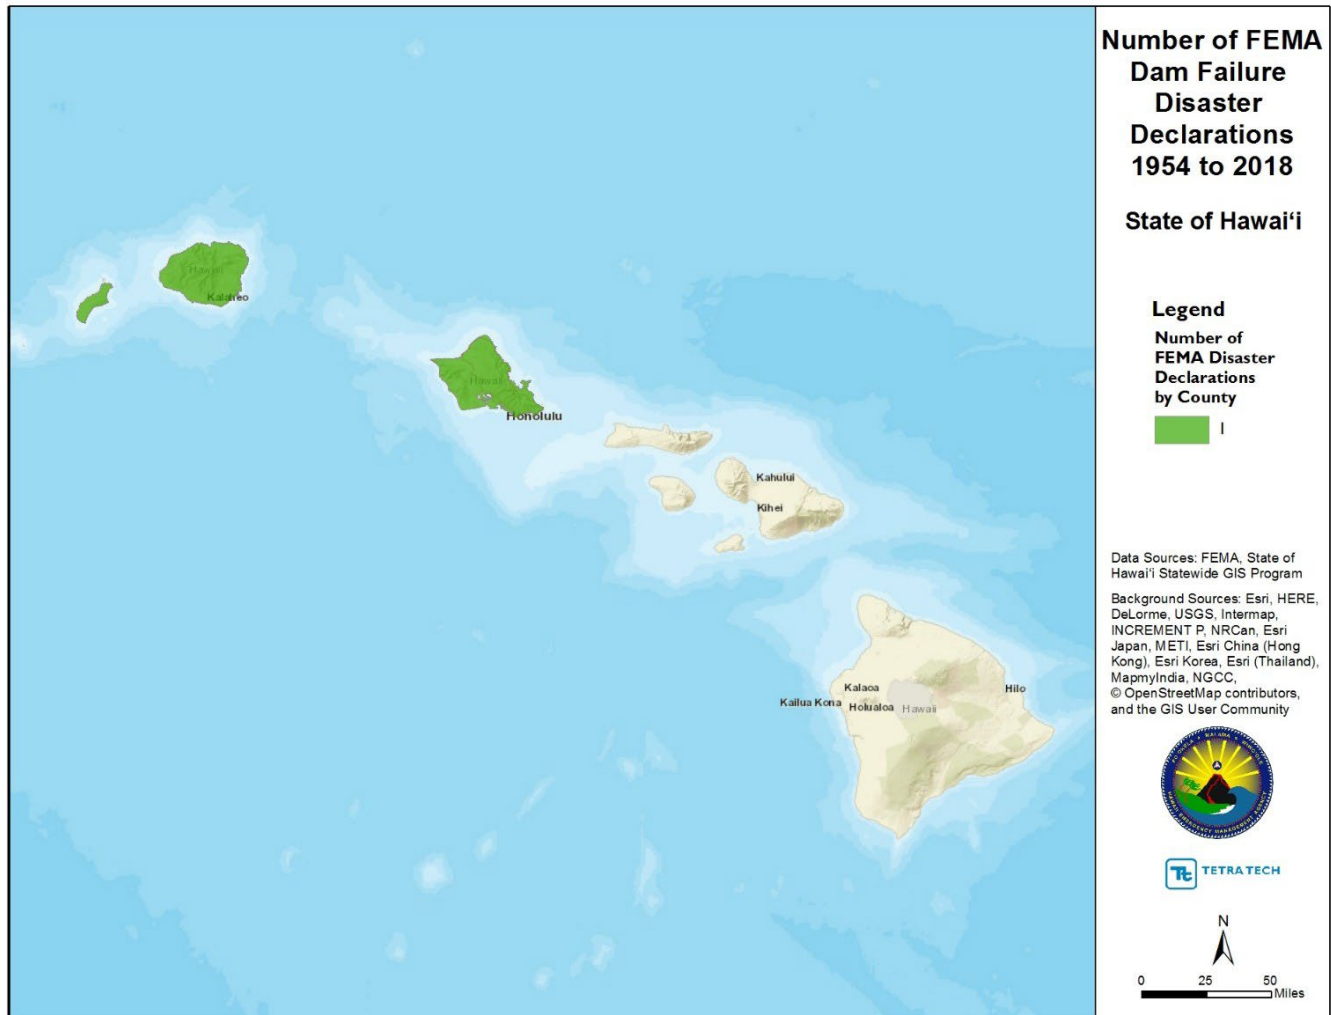 Number of FEMA
Dam Failure
Disaster
Declarations
1954 to 2018
State of Hawai‘i
Legend
Number of
FEMA Disaster
Declarations
by County
1
Data Sources: FEMA, State of
Hawai‘i Statewide GIS Program
Background Sources: Esri, HERE,
DeLorme, USGS, Intermap,
INCREMENT P, NRCan, Esri
Japan, METI, Esri China (Hong
Kong), Esri Korea, Esri (Thailand),
MapmyIndia, NGCC,
© OpenStreetMap contributors,
and the GIS User Community
Tt TETRA TECH
N
0 25 50
Miles
Hawaii
Kalaheo
Hawaii
Honolulu
Kahului
Kihei
Kalaoa
Kailua Kona
Holualoa
Hawaii
Hilo